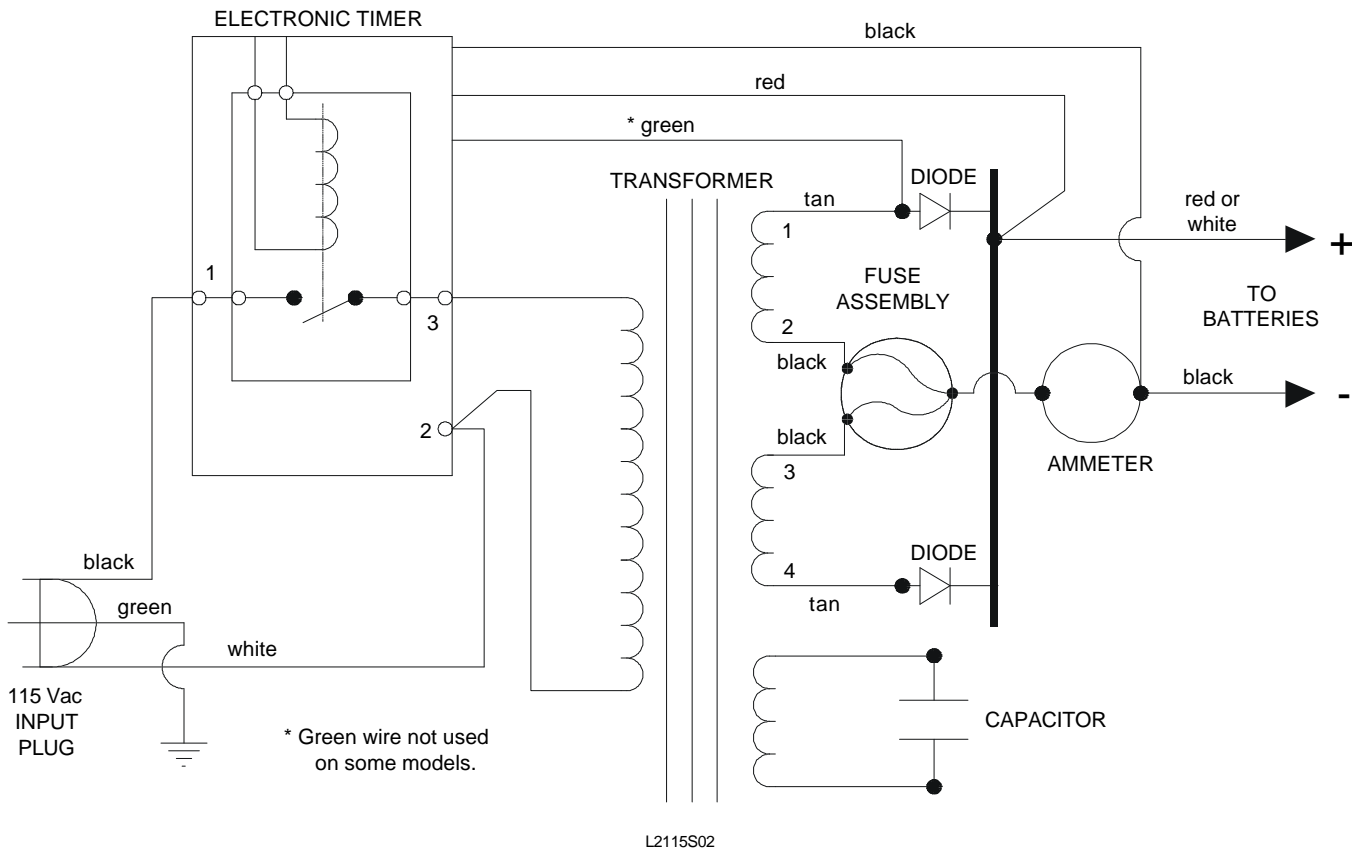 ELECTRONIC TIMER
black
red
* green
TRANSFORMER
DIODE
tan
1
red or
white
+
FUSE
ASSEMBLY
TO
BATTERIES
1
3
2
black
black
-
2
black
3
AMMETER
DIODE
4
tan
black
green
white
115 Vac
INPUT
PLUG
* Green wire not used
on some models.
CAPACITOR
L2115S02